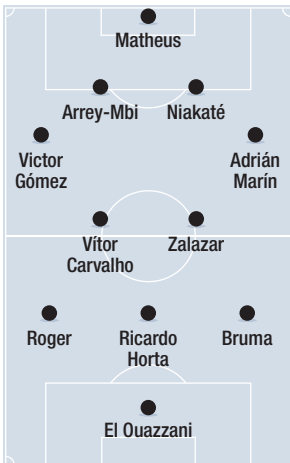 Matheus
Arrey-Mbi
Niakaté
Victor
Gómez
Adrián
Marín
Vítor
Carvalho
Zalazar
Roger
Ricardo
Horta
Bruma
El Ouazzani